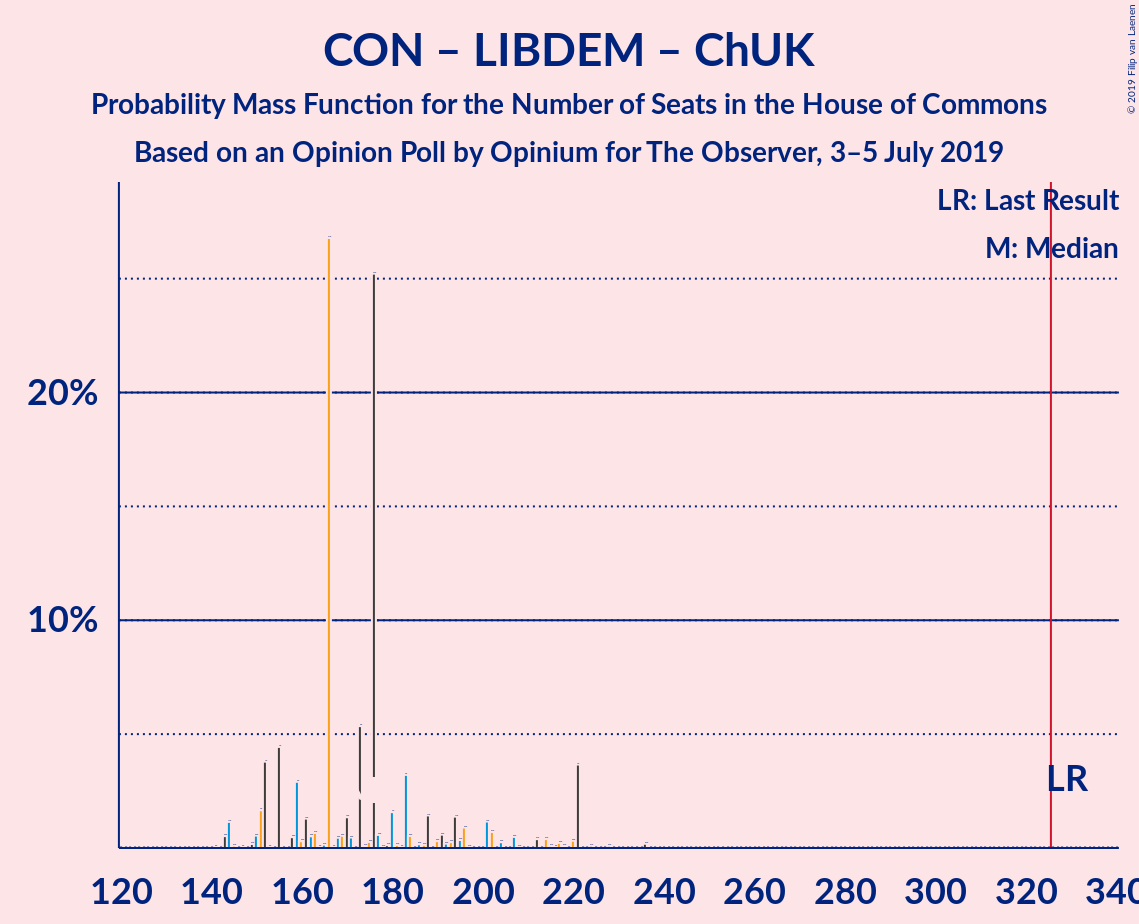 CON – LIBDEM – ChUK
Probability Mass Function for the Number of Seats in the House of Commons
Based on an Opinion Poll by Opinium for The Observer, 3–5 July 2019
© 2019 Filip van Laenen
LR: Last Result
M: Median
20%
10%
LR
120 140 160 180 200 220 240 260 280 300 320 340